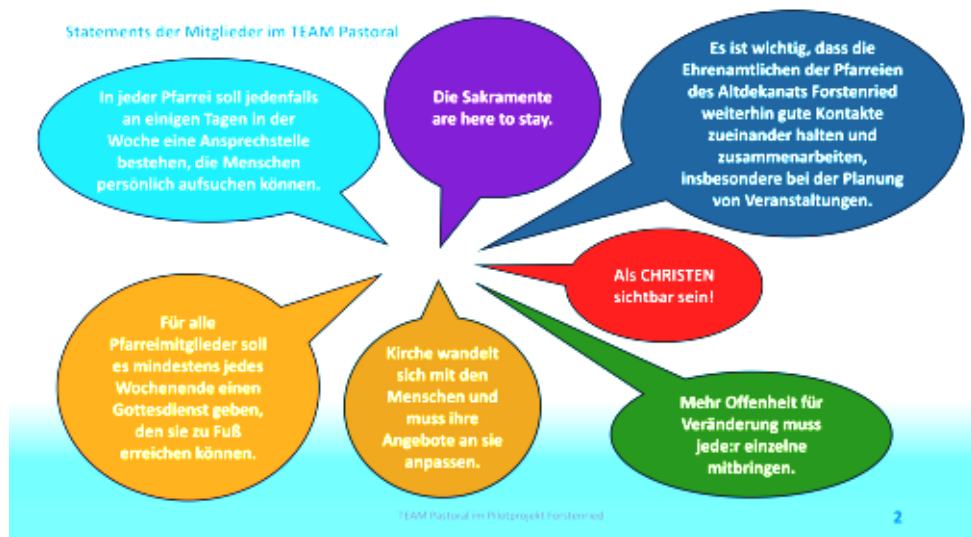 Statements der Mitglieder im TEAM Pastoral
In jeder Pfarrei soll jedenfalls
an einigen Tagen in der
Woche eine Ansprechstelle
bestehen, die Menschen
persönlich aufsuchen können.
Die Sakramente
are here to stay.
Es ist wichtig, dass die
Ehrenamtlichen der Pfarreien
des Altdekanats Forstenried
weiterhin gute Kontakte
zueinander halten und
zusammenarbeiten,
insbesondere bei der Planung
von Veranstaltungen.
Als CHRISTEN
sichtbar sein!
Für alle
Pfarreimitglieder soll
es mindestens jedes
Wochenende einen
Gottesdienst geben,
den sie zu Fuß
erreichen können.
Kirche wandelt
sich mit den
Menschen und
muss ihre
Angebote an sie
anpassen.
Mehr Offenheit für
Veränderung muss
jede:r einzelne
mitbringen.
TEAM Pastoral im Pilotprojekt Forstenried
2